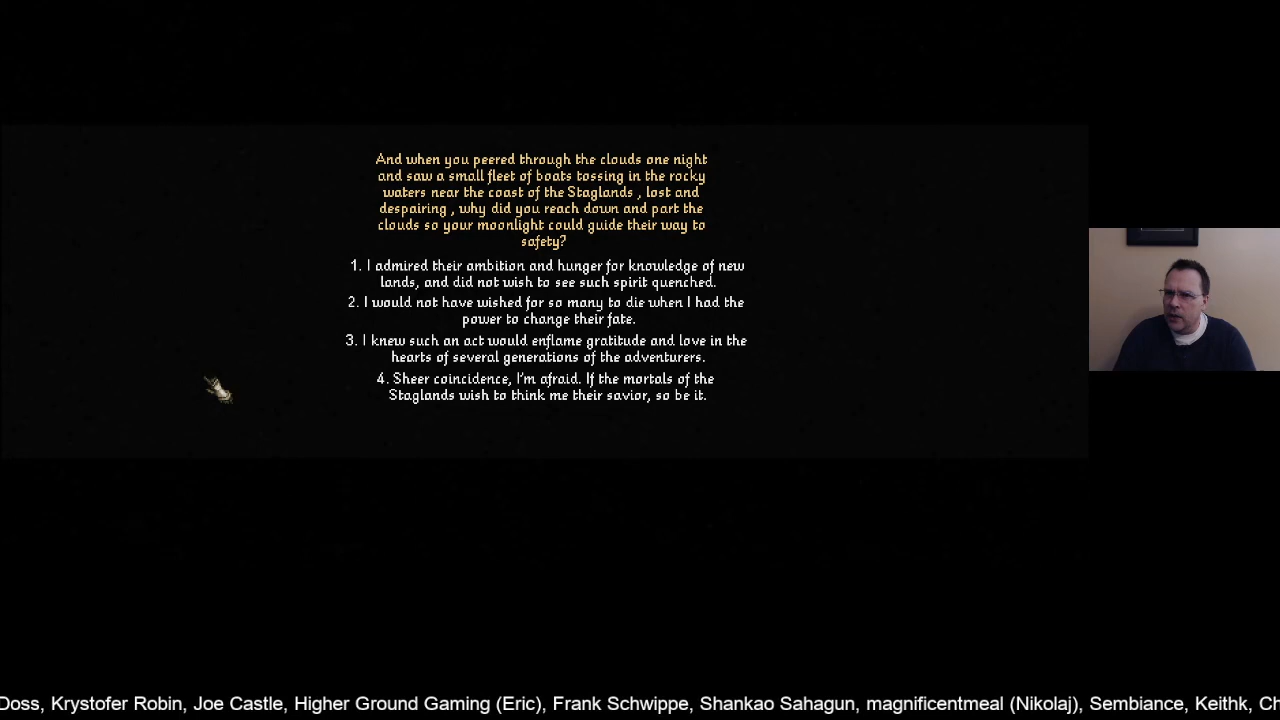 And when you peered through the clouds one night
and saw a small fleet of boats tossing in the rocky
waters near the coast of the Staglands , lost and
despairing , why did you reach down and part the
clouds so your moonlight could guide their way to
safety?
1. I admired their ambition and hunger for knowledge of new
lands, and did not wish to see such spirit quenched.
2. I would not have wished for so many to die when I had the
power to change their fate.
3. I knew such an act would enflame gratitude and love in the
hearts of several generations of the adventurers.
4. Sheer coincidence, I'm afraid. If the mortals of the
Staglands wish to think me their savior, so be it.
Doss, Krystofer Robin, Joe Castle, Higher Ground Gaming (Eric), Frank Schwippe, Shankao Sahagun, magnificentmeal (Nikolaj), Sembiance, Keithk, Ch